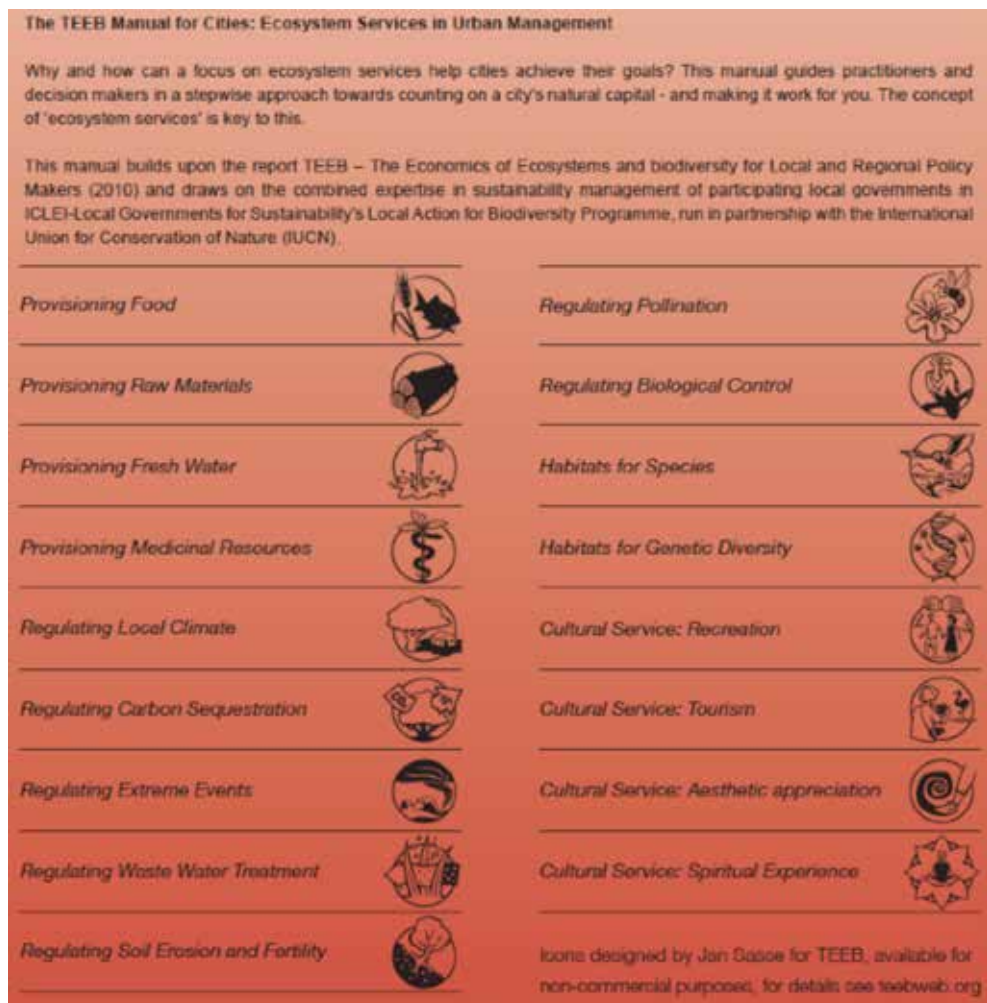 The TEEB Manual for Cities: Ecosystem Services in Urban Management
Why and how can a focus on ecosystem services help cities achieve their goals? This manual guides practitioners and
decision makers in a stepwise approach towards counting on a city's natural capital - and making it work for you. The concept
of 'ecosystem services' is key to this.
This manual builds upon the report TEEB – The Economics of Ecosystems and biodiversity for Local and Regional Policy
Makers (2010) and draws on the combined expertise in sustainability management of participating local governments in
ICLEI-Local Governments for Sustainability's Local Action for Biodiversity Programme, run in partnership with the International
Union for Conservation of Nature (IUCN).
Provisioning Food
Provisioning Raw Materials
Provisioning Fresh Water
Provisioning Medicinal Resources
Regulating Local Climate
Regulating Carbon Sequestration
Regulating Extreme Events
Regulating Waste Water Treatment
Regulating Soil Erosion and Fertility
Regulating Pollination
Regulating Biological Control
Habitats for Species
Habitats for Genetic Diversity
Cultural Service: Recreation
Cultural Service: Tourism
Cultural Service: Aesthetic appreciation
Cultural Service: Spiritual Experience
Icons designed by Jan Sasse for TEEB, available for
non-commercial purposes, for details see teebweb.org